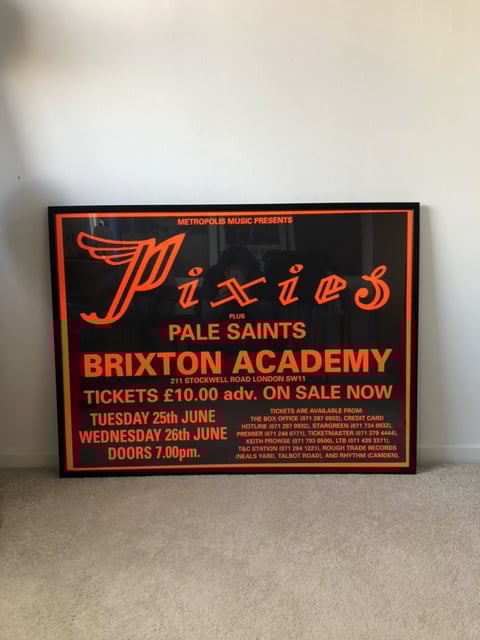 METROPOLIS MUSIC PRESENTS
Pixies
PLUS
PALE SAINTS
BRIXTON ACADEMY
211 STOCKWELL ROAD LONDON SW11
TICKETS £10.00 adv. ON SALE NOW
TUESDAY 25th JUNE
WEDNESDAY 26th JUNE
DOORS 7.00pm.
TICKETS ARE AVAILABLE FROM:
THE BOX OFFICE (071 287 0932), CREDIT CARD
HOTLINE (071 287 0932), STARGREEN (071 734 8932),
PREMIER (071 240 0771), TICKETMASTER (071 379 4444),
KEITH PROWSE (071 793 0500), LTB (071 439 3371),
T&C STATION (071 284 1221), ROUGH TRADE RECORDS
(NEALS YARD, TALBOT ROAD), AND RHYTHM (CAMDEN).